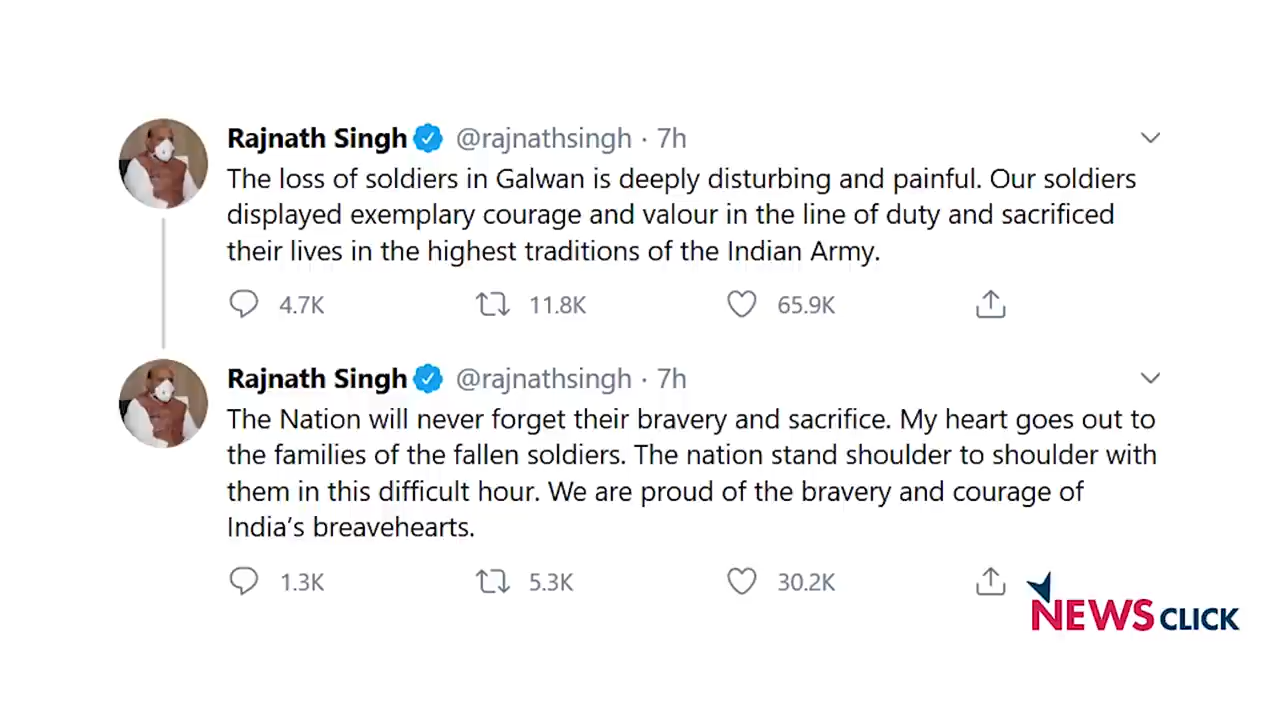 Rajnath Singh @rajnathsingh · 7h
The loss of soldiers in Galwan is deeply disturbing and painful. Our soldiers
displayed exemplary courage and valour in the line of duty and sacrificed
their lives in the highest traditions of the Indian Army.
4.7K 11.8K 65.9K
Rajnath Singh @rajnathsingh · 7h
The Nation will never forget their bravery and sacrifice. My heart goes out to
the families of the fallen soldiers. The nation stand shoulder to shoulder with
them in this difficult hour. We are proud of the bravery and courage of
India’s breavehearts.
1.3K 5.3K 30.2K
NEWSCLICK